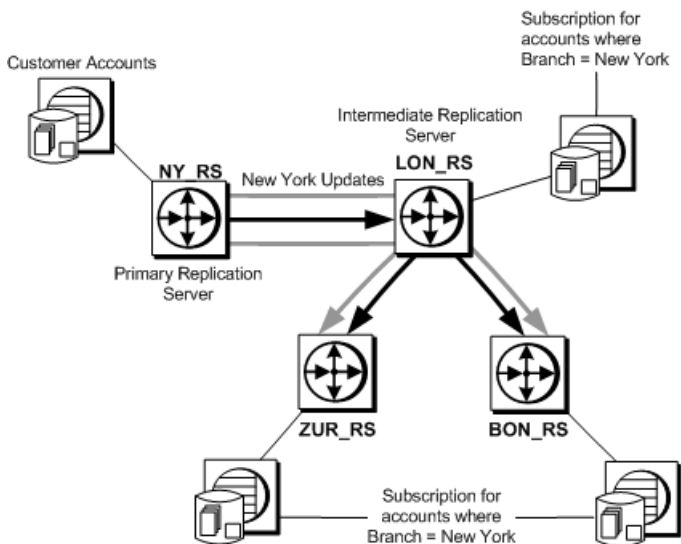 Subscription for
accounts where
Branch = New York
Customer Accounts
Intermediate Replication
Server
NY_RS
New York Updates
LON_RS
Primary Replication
Server
ZUR_RS
BON_RS
Subscription for
accounts where
Branch = New York